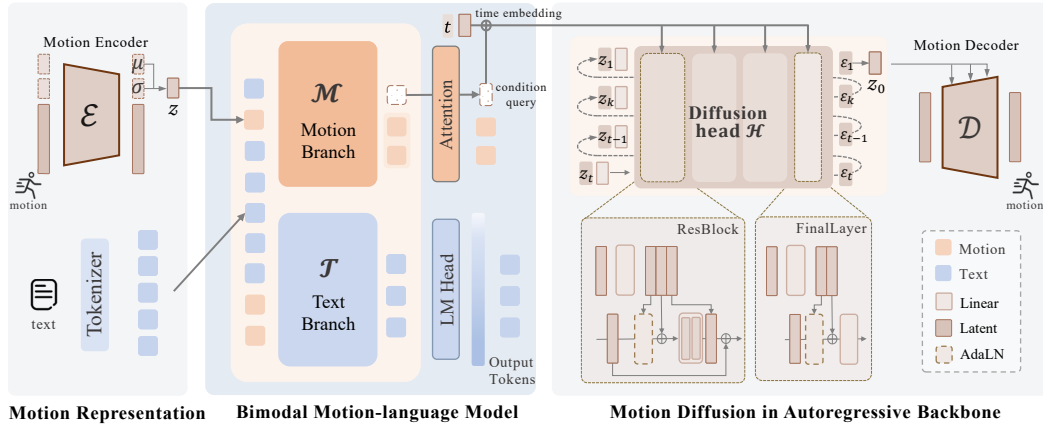 Motion Encoder
μ
σ
z
ℰ
motion
text
Tokenizer
Motion Representation
t
time embedding
ℳ
Motion
Branch
Attention
condition
query
𝒯
Text
Branch
LM Head
Output
Tokens
Bimodal Motion-language Model
z₁
zₖ
zₜ₋₁
zₜ
Diffusion
head ℋ
ε₁
εₖ
εₜ₋₁
εₜ
z₀
Motion Decoder
𝒟
motion
ResBlock
FinalLayer
Motion
Text
Linear
Latent
AdaLN
Motion Diffusion in Autoregressive Backbone